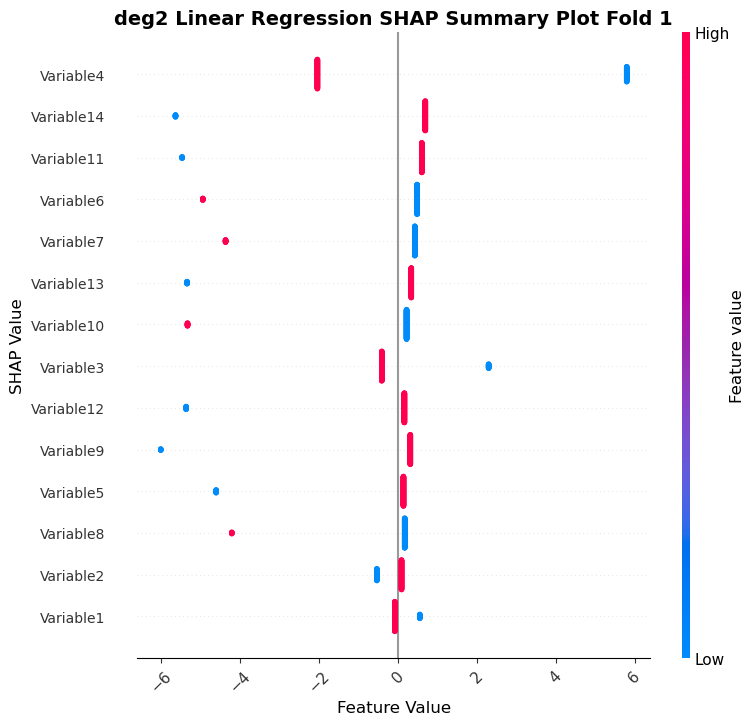 deg2 Linear Regression SHAP Summary Plot Fold 1
High
Variable4
Variable14
Variable11
Variable6
Variable7
Variable13
Variable10
Variable3
Variable12
Variable9
Variable5
Variable8
Variable2
Variable1
SHAP Value
Feature value
Low
−6 −4 −2 0 2 4 6
Feature Value